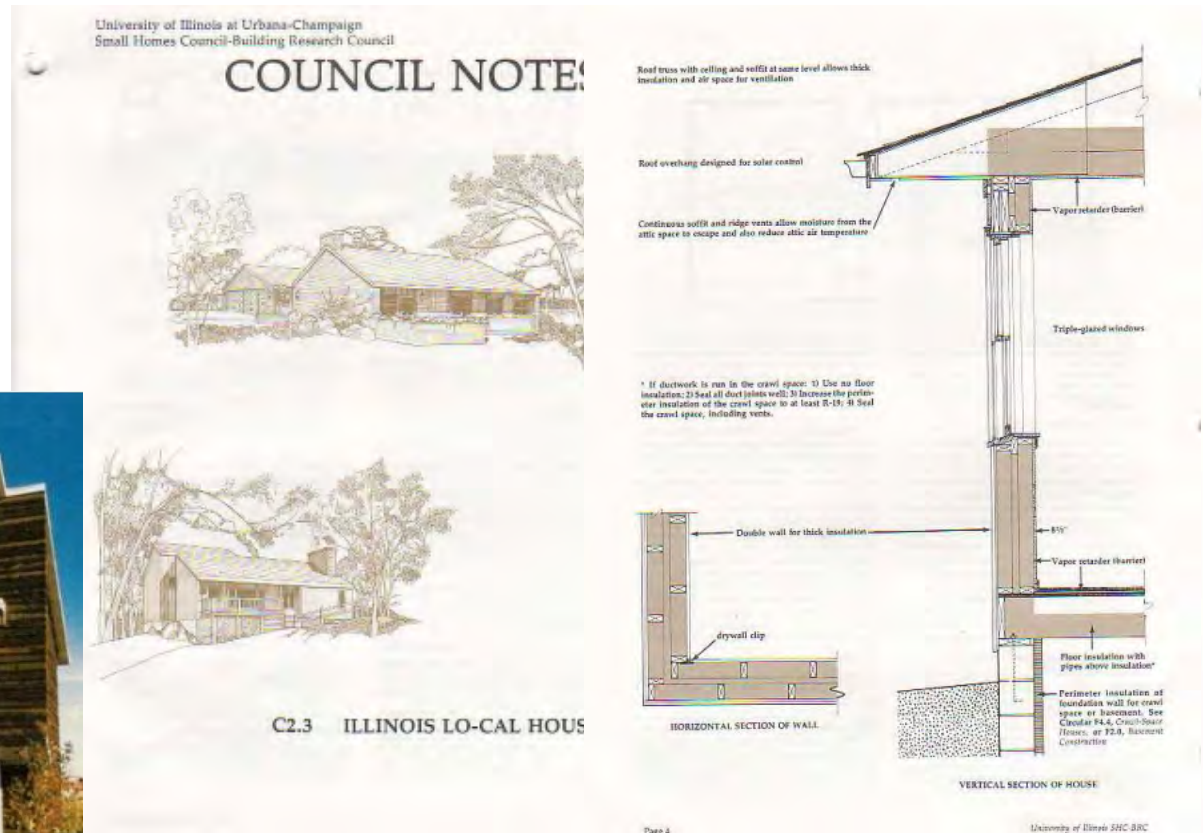 University of Illinois at Urbana-Champaign
Small Homes Council-Building Research Council
COUNCIL NOTES
C2.3 ILLINOIS LO-CAL HOUS
Roof truss with ceiling and soffit at same level allows thick
insulation and air space for ventilation
Roof overhang designed for solar control
Continuous soffit and ridge vents allow moisture from the
attic space to escape and also reduce attic air temperature
Vapor retarder (barrier)
Triple-glazed windows
* If ductwork is run in the crawl space: 1) Use no floor
insulation; 2) Seal all duct joints well; 3) Increase the perim-
eter insulation of the crawl space to at least R-19; 4) Seal
the crawl space, including vents.
Double wall for thick insulation
8½"
Vapor retarder (barrier)
drywall clip
Floor insulation with
pipes above insulation*
Perimeter insulation of
foundation wall for crawl
space or basement. See
Circular F4.4, Crawl-Space
Houses, or F2.0, Basement
Construction
HORIZONTAL SECTION OF WALL
VERTICAL SECTION OF HOUSE
Page 4
University of Illinois SHC-BRC